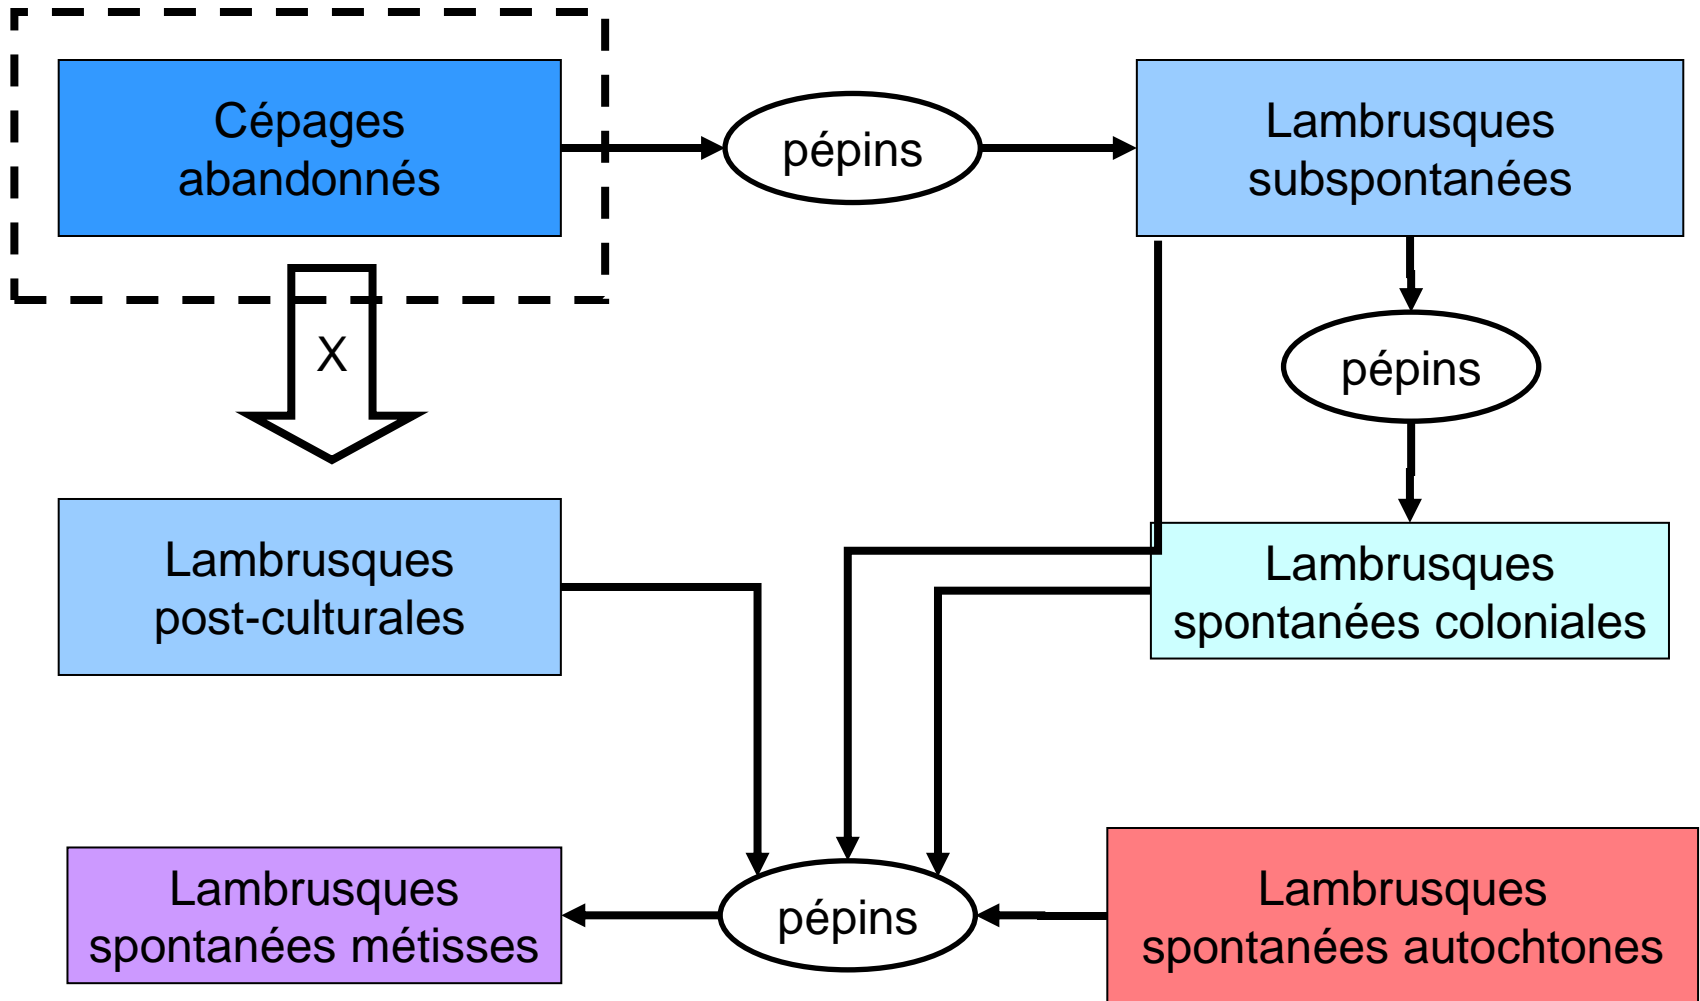 Cépages
abandonnés
pépins
Lambrusques
subspontanées
X
pépins
Lambrusques
post-culturales
Lambrusques
spontanées coloniales
Lambrusques
spontanées métisses
pépins
Lambrusques
spontanées autochtones